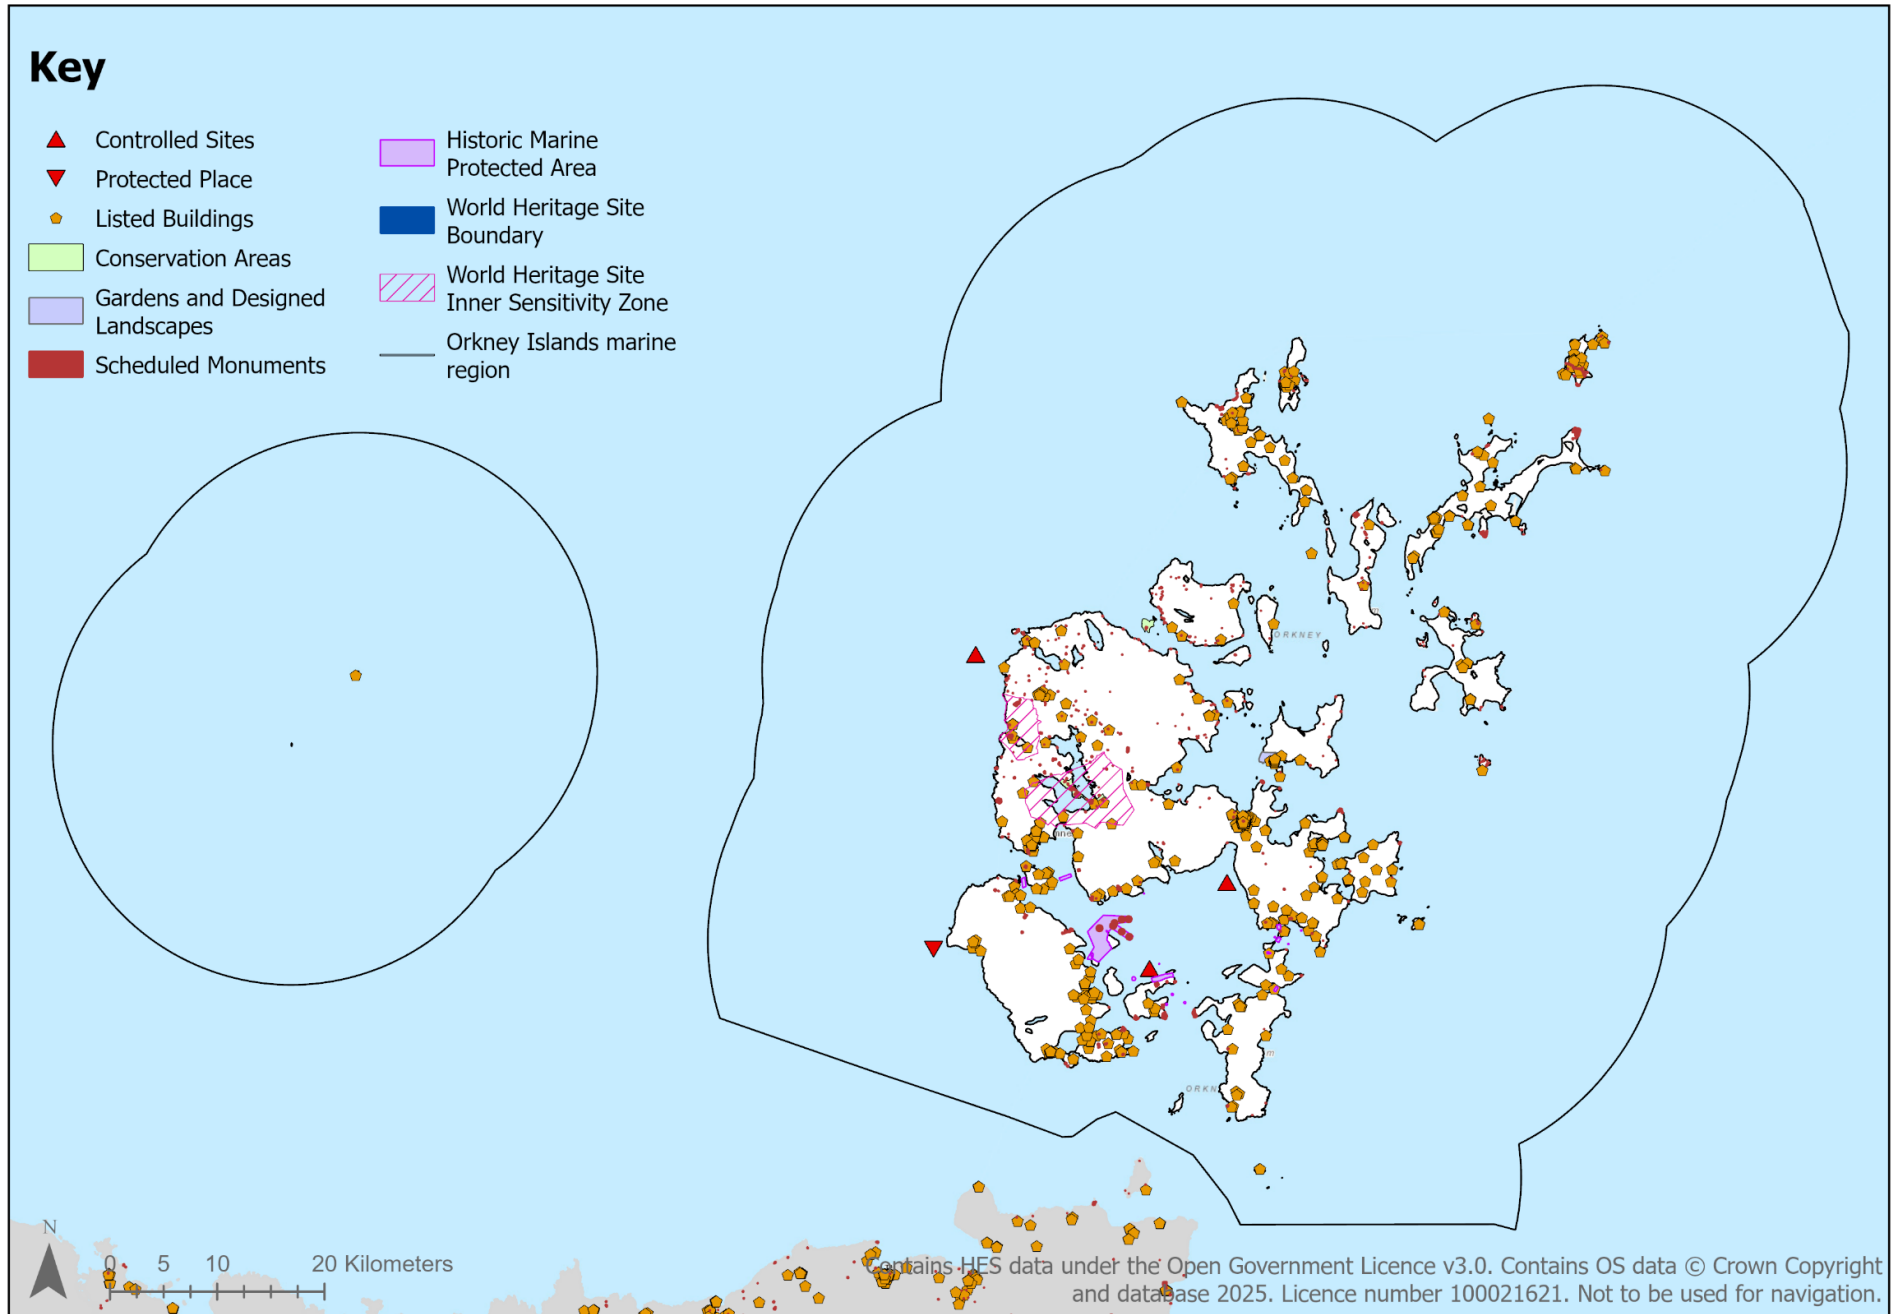 Key
Controlled Sites
Protected Place
Listed Buildings
Conservation Areas
Gardens and Designed
Landscapes
Scheduled Monuments
Historic Marine
Protected Area
World Heritage Site
Boundary
World Heritage Site
Inner Sensitivity Zone
Orkney Islands marine
region
ORKNEY
ORKN
N
0 5 10 20 Kilometers
Contains HES data under the Open Government Licence v3.0. Contains OS data © Crown Copyright
and database 2025. Licence number 100021621. Not to be used for navigation.